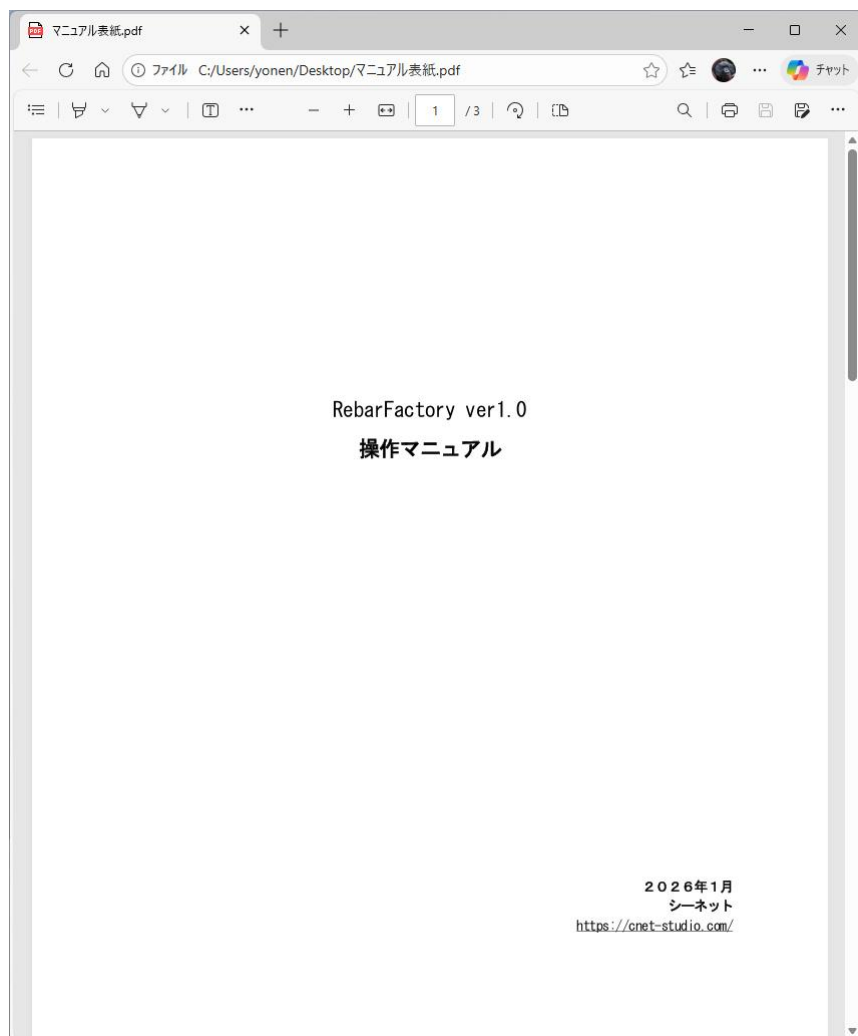 マニュアル表紙.pdf
ファイル C:/Users/yonen/Desktop/マニュアル表紙.pdf
チャット
1 /3
RebarFactory ver1.0
操作マニュアル
2026年1月
シーネット
https://cnet-studio.com/